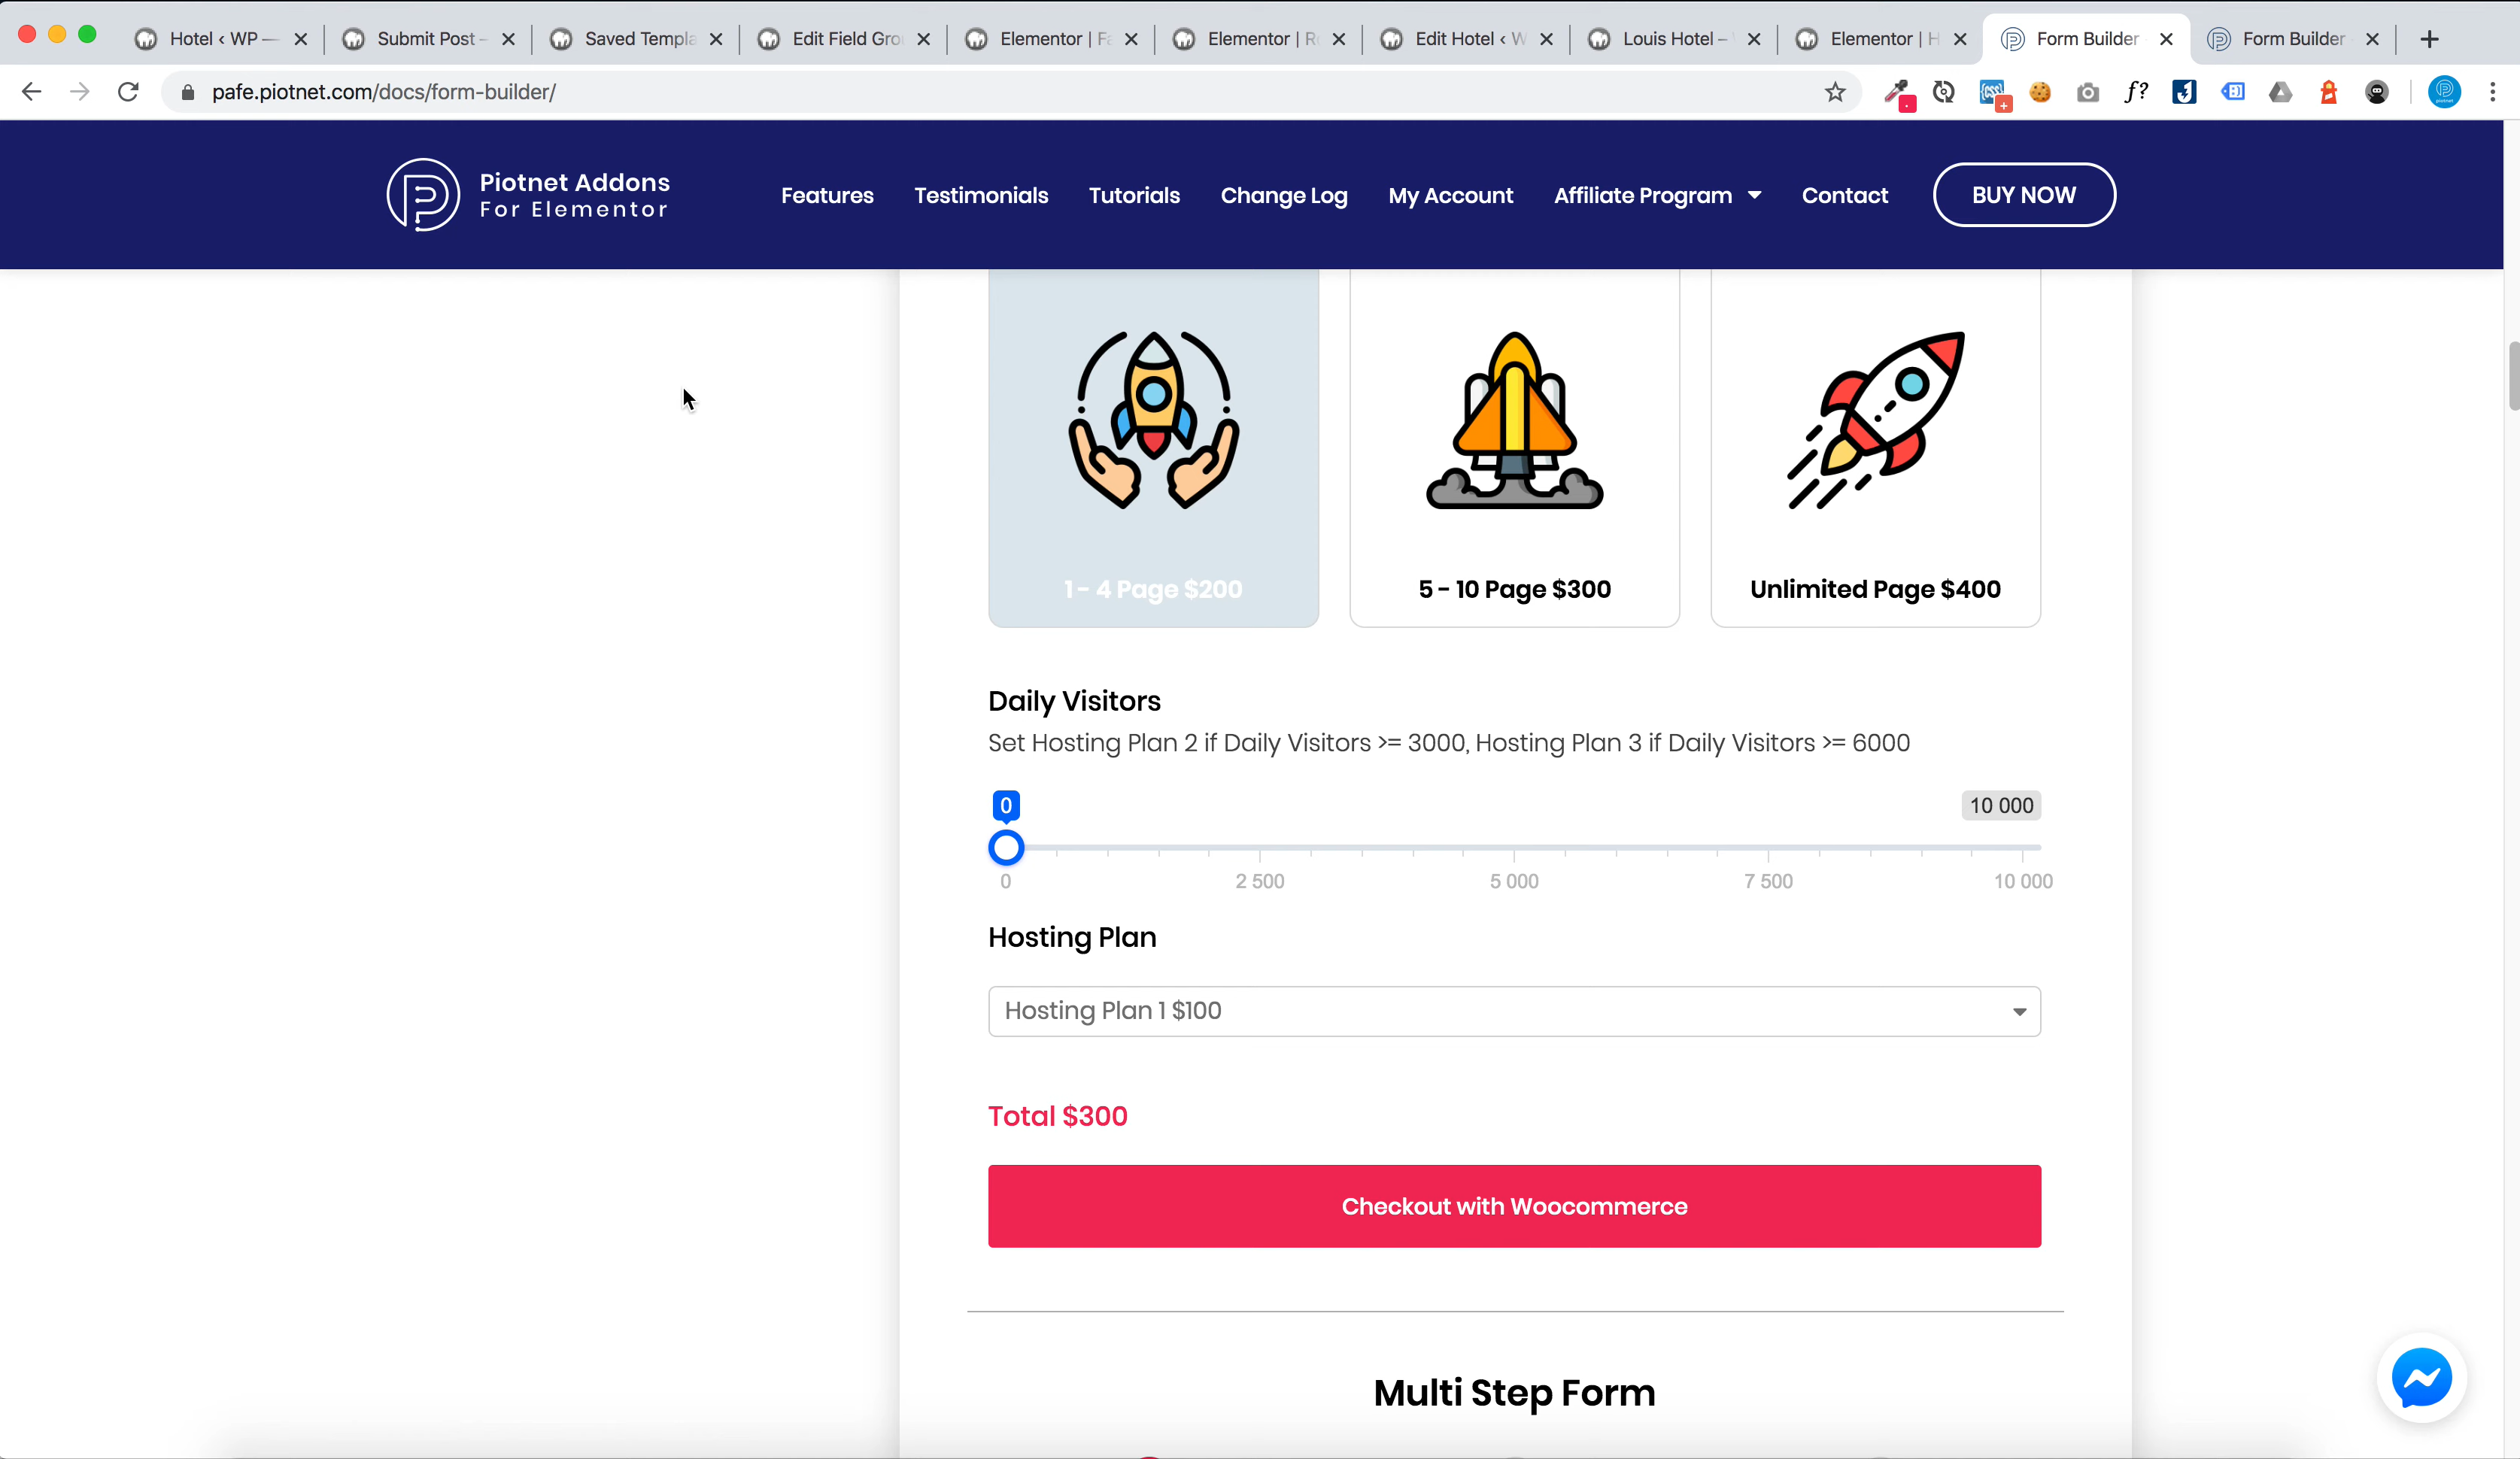 Hotel ‹ WP —
Submit Post -
Saved Templa
Edit Field Gro
Elementor | Fa
Elementor | R
Edit Hotel ‹ W
Louis Hotel –
Elementor | H
Form Builder
Form Builder
pafe.piotnet.com/docs/form-builder/
Piotnet Addons
For Elementor
Features
Testimonials
Tutorials
Change Log
My Account
Affiliate Program
Contact
BUY NOW
1 - 4 Page $200
5 - 10 Page $300
Unlimited Page $400
Daily Visitors
Set Hosting Plan 2 if Daily Visitors >= 3000, Hosting Plan 3 if Daily Visitors >= 6000
0
10 000
0
2 500
5 000
7 500
10 000
Hosting Plan
Hosting Plan 1 $100
Total $300
Checkout with Woocommerce
Multi Step Form